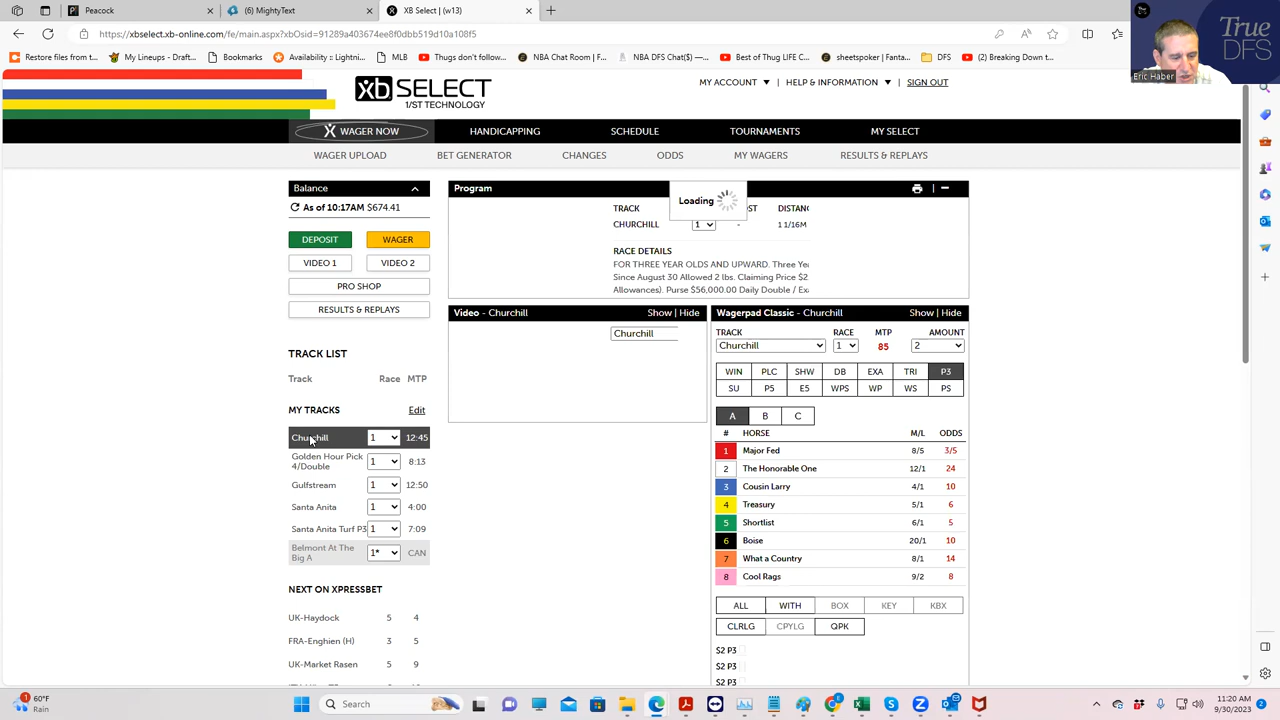 Peacock
(6) MightyText
XB Select | (w13)
https://xbselect.xb-online.com/fe/main.aspx?xbOsid=91289a403674ee8f0dbb519d10a108f5
Restore files from t...
My Lineups - Draft...
Bookmarks
Availability :: Lightni...
MLB
Thugs don't follow...
NBA Chat Room | F...
NBA DFS Chat($)—...
Best of Thug LIFE C...
sheetspoker | Fanta...
DFS
(2) Breaking Down t...
True
DFS
Eric Haber
xb SELECT
1/ST TECHNOLOGY
MY ACCOUNT
HELP & INFORMATION
SIGN OUT
WAGER NOW
HANDICAPPING
SCHEDULE
TOURNAMENTS
MY SELECT
WAGER UPLOAD
BET GENERATOR
CHANGES
ODDS
MY WAGERS
RESULTS & REPLAYS
Balance
As of 10:17AM $674.41
DEPOSIT
WAGER
VIDEO 1
VIDEO 2
PRO SHOP
RESULTS & REPLAYS
TRACK LIST
Track Race MTP
MY TRACKS Edit
Churchill 1 12:45
Golden Hour Pick
4/Double 1 8:13
Gulfstream 1 12:50
Santa Anita 1 4:00
Santa Anita Turf P3 1 7:09
Belmont At The
Big A 1* CAN
NEXT ON XPRESSBET
UK-Haydock 5 4
FRA-Enghien (H) 3 5
UK-Market Rasen 5 9
Program
Loading
TRACK OST DISTANC
CHURCHILL 1 - 1 1/16M
RACE DETAILS
FOR THREE YEAR OLDS AND UPWARD. Three Yea
Since August 30 Allowed 2 lbs. Claiming Price $2
Allowances). Purse $56,000.00 Daily Double / Exa
Video - Churchill Show | Hide
Churchill
Wagerpad Classic - Churchill Show | Hide
TRACK RACE MTP AMOUNT
Churchill 1 85 2
WIN PLC SHW DB EXA TRI P3
SU P5 E5 WPS WP WS PS
A B C
# HORSE M/L ODDS
1 Major Fed 8/5 3/5
2 The Honorable One 12/1 24
3 Cousin Larry 4/1 10
4 Treasury 5/1 6
5 Shortlist 6/1 5
6 Boise 20/1 10
7 What a Country 8/1 14
8 Cool Rags 9/2 8
ALL WITH BOX KEY KBX
CLRLG CPYLG QPK
$2 P3
$2 P3
$2 P3
60°F
Rain
Search
11:20 AM
9/30/2023